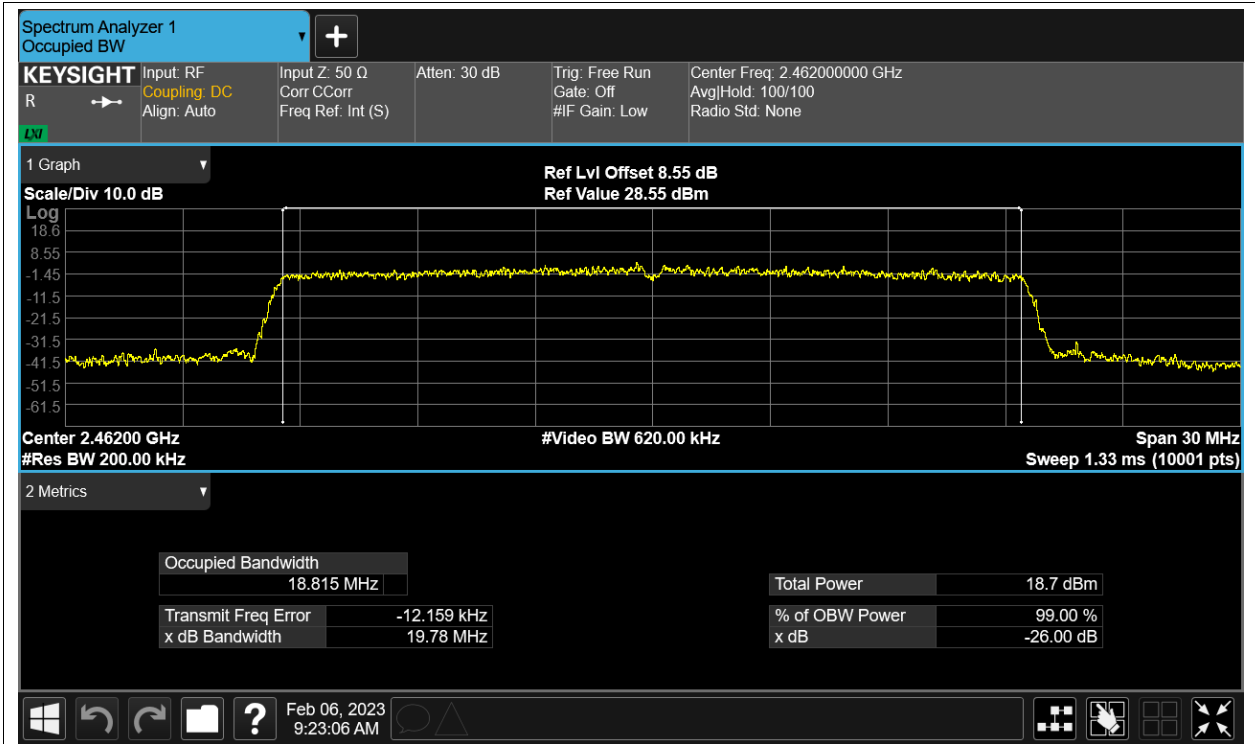 Spectrum Analyzer 1
Occupied BW
KEYSIGHT
R
LXI
Input: RF
Coupling: DC
Align: Auto
Input Z: 50 Ω
Corr CCorr
Freq Ref: Int (S)
Atten: 30 dB
Trig: Free Run
Gate: Off
#IF Gain: Low
Center Freq: 2.462000000 GHz
Avg|Hold: 100/100
Radio Std: None
1 Graph
Scale/Div 10.0 dB
Ref Lvl Offset 8.55 dB
Ref Value 28.55 dBm
Log
18.6
8.55
-1.45
-11.5
-21.5
-31.5
-41.5
-51.5
-61.5
Center 2.46200 GHz
#Video BW 620.00 kHz
Span 30 MHz
#Res BW 200.00 kHz
Sweep 1.33 ms (10001 pts)
2 Metrics
Occupied Bandwidth
18.815 MHz
Total Power 18.7 dBm
Transmit Freq Error -12.159 kHz
% of OBW Power 99.00 %
x dB Bandwidth 19.78 MHz
x dB -26.00 dB
?
Feb 06, 2023
9:23:06 AM